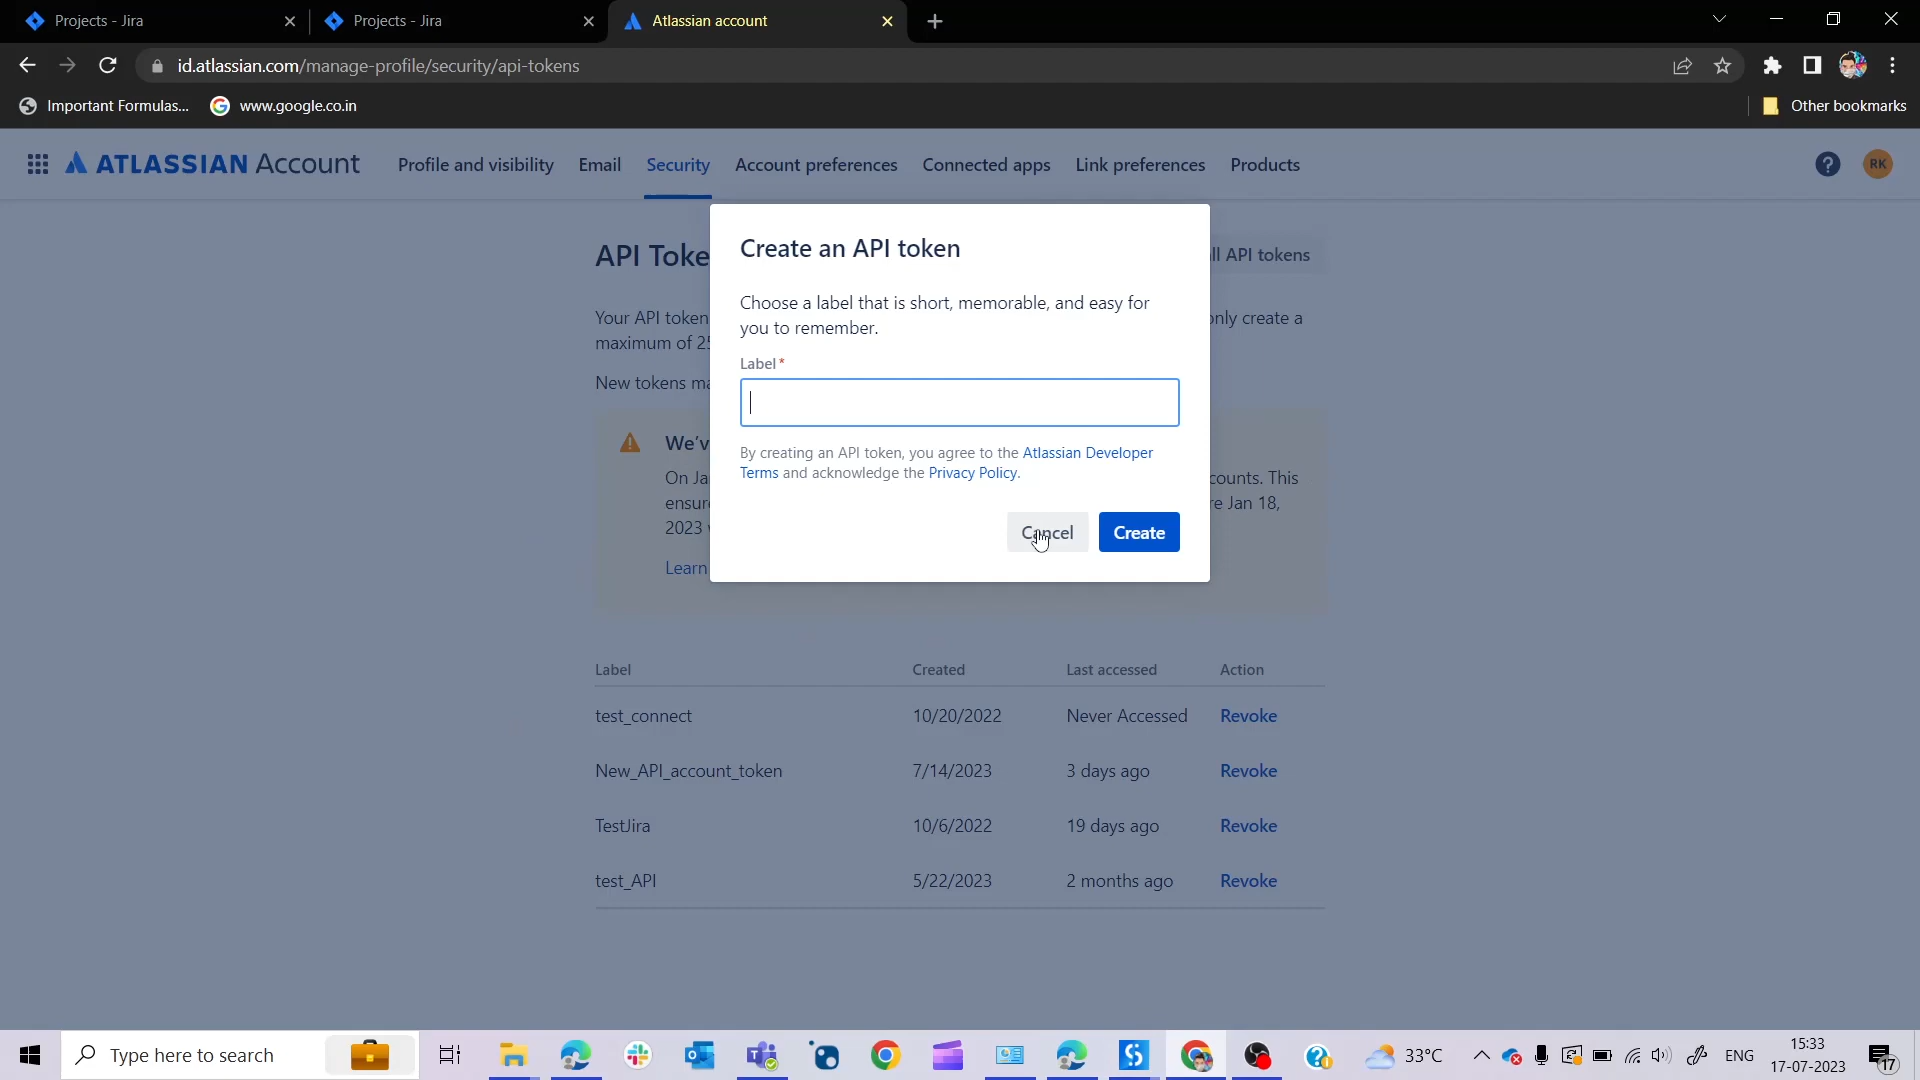 Projects - Jira
Projects - Jira
Atlassian account
id.atlassian.com/manage-profile/security/api-tokens
Important Formulas...
www.google.co.in
Other bookmarks
ATLASSIAN Account
Profile and visibility
Email
Security
Account preferences
Connected apps
Link preferences
Products
RK
API Toke
ll API tokens
Your API token
only create a
maximum of 25
New tokens ma
We'v
On Ja
counts. This
ensur
re Jan 18,
2023
Learn
Create an API token
Choose a label that is short, memorable, and easy for
you to remember.
Label *
By creating an API token, you agree to the Atlassian Developer
Terms and acknowledge the Privacy Policy.
Cancel
Create
Label Created Last accessed Action
test_connect 10/20/2022 Never Accessed Revoke
New_API_account_token 7/14/2023 3 days ago Revoke
TestJira 10/6/2022 19 days ago Revoke
test_API 5/22/2023 2 months ago Revoke
Type here to search
33°C
ENG
15:33
17-07-2023
17